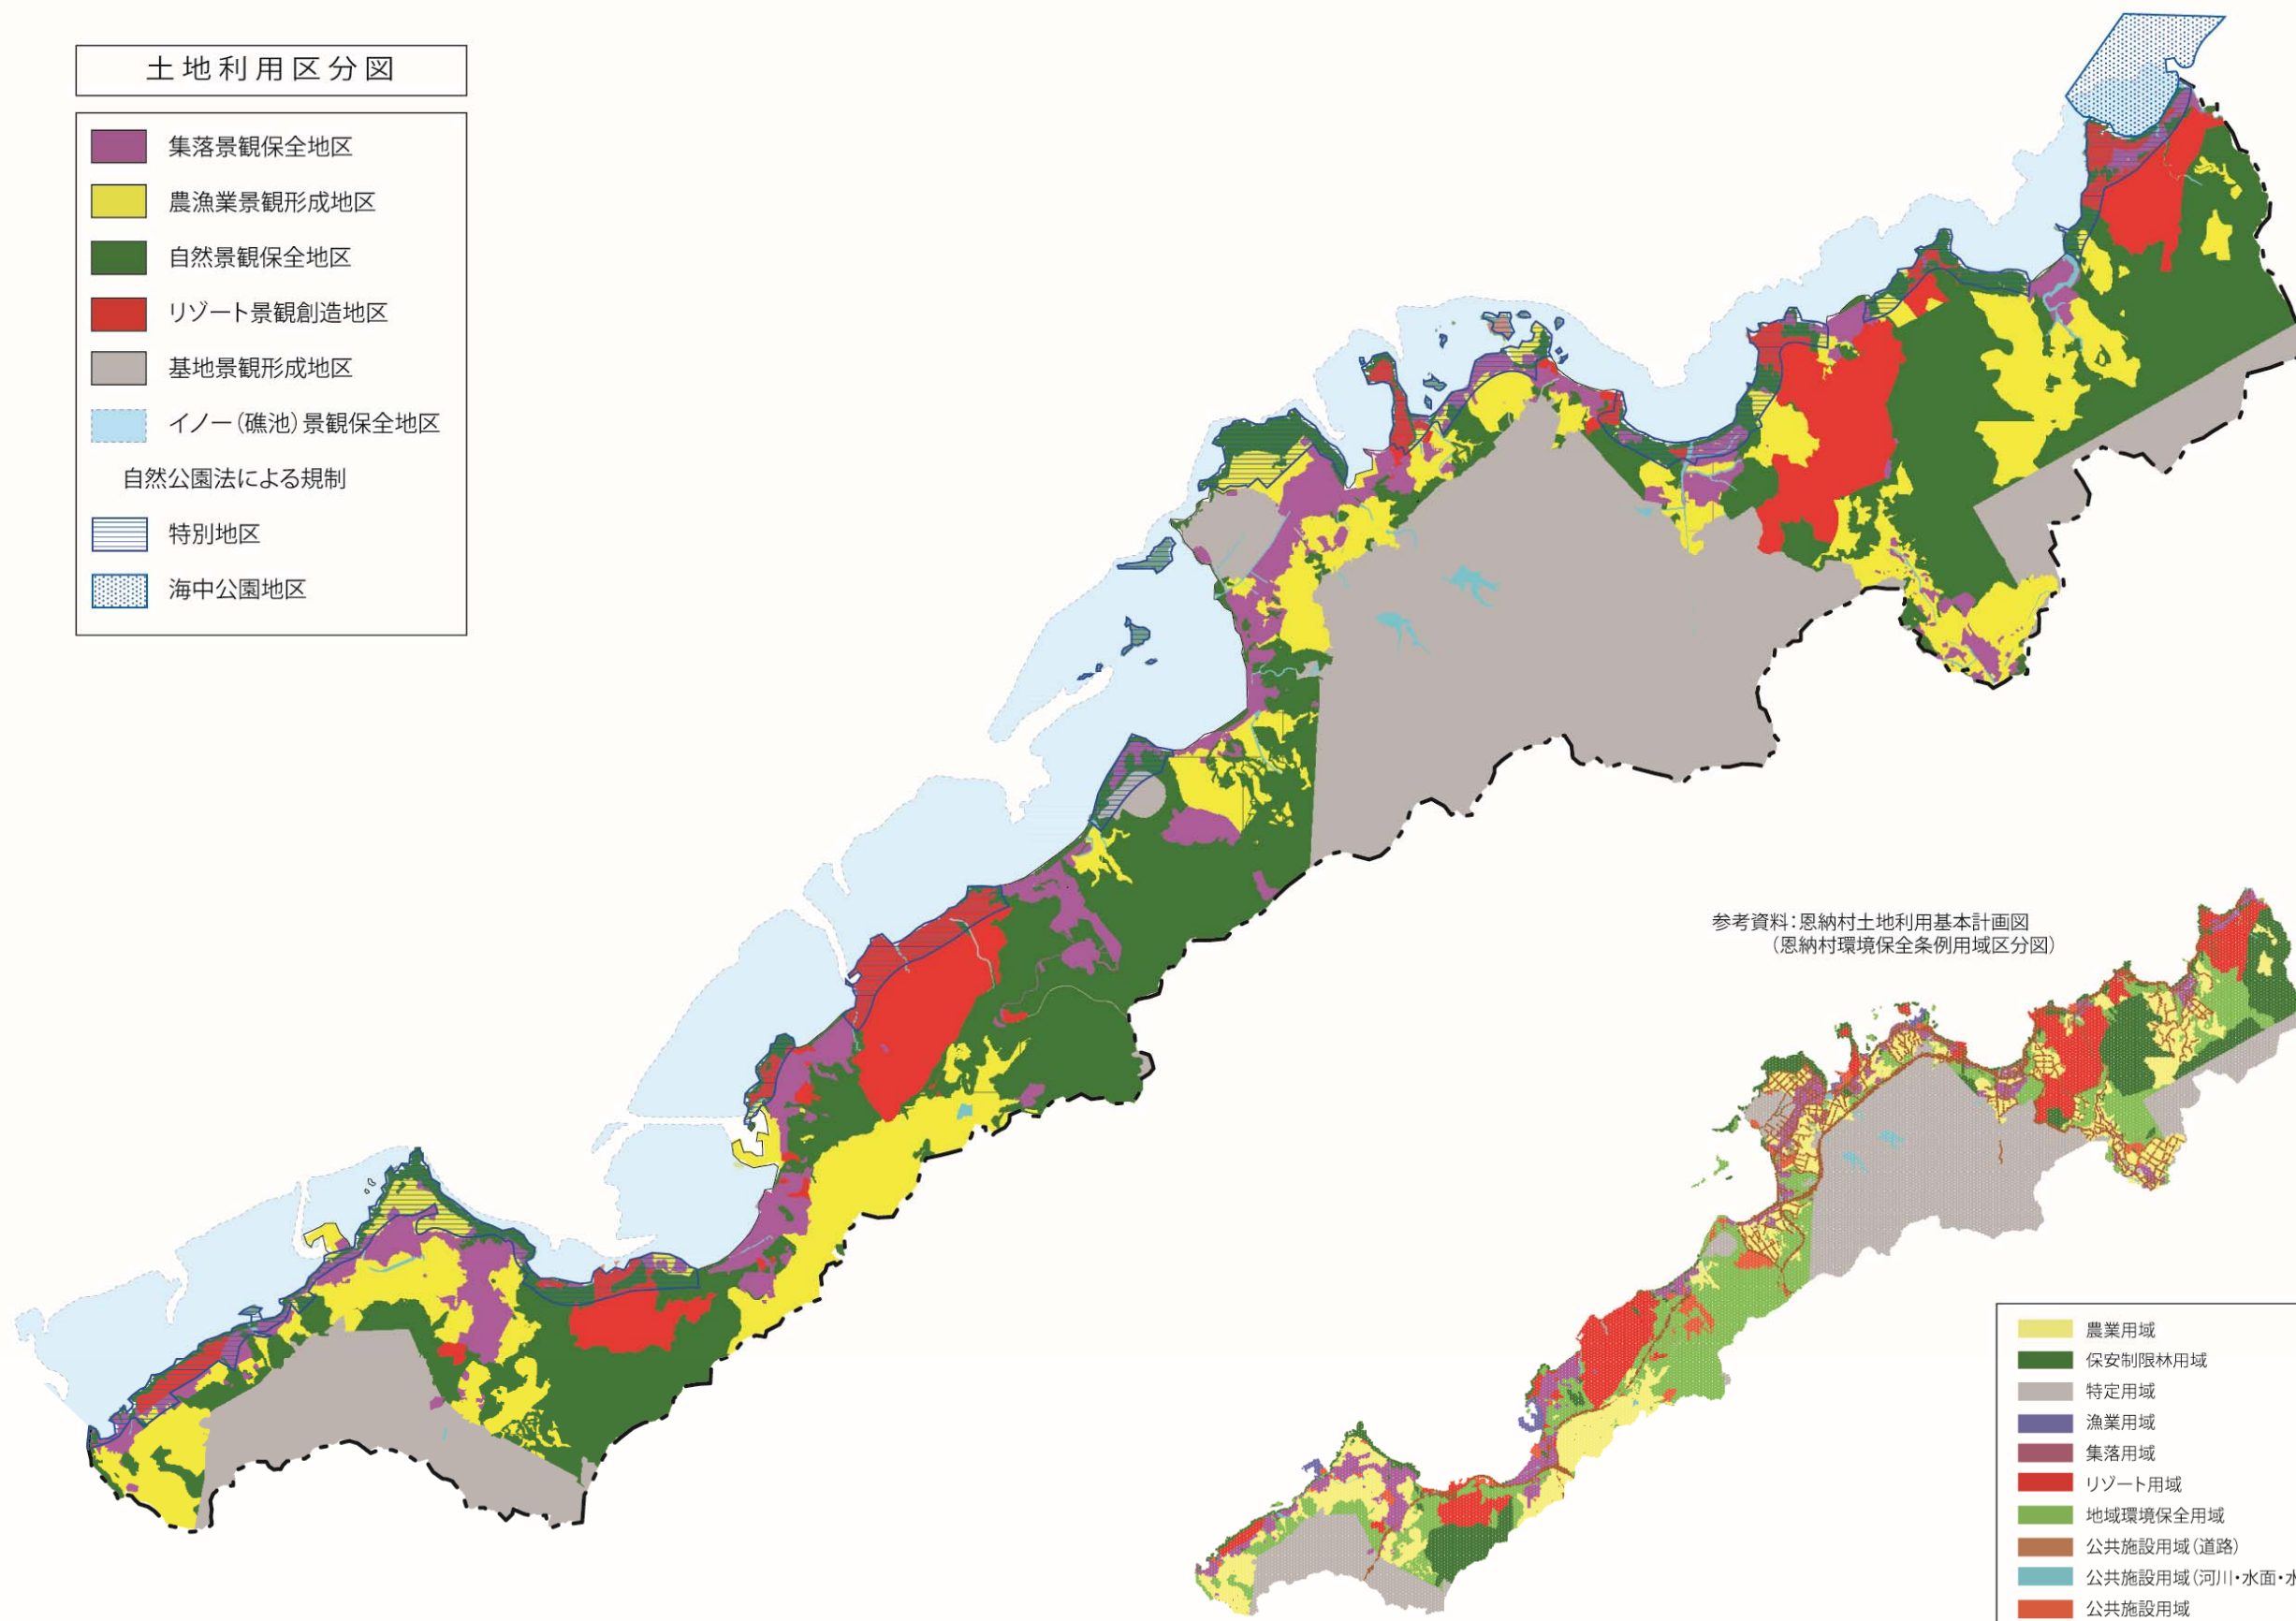 土地利用区分図
集落景観保全地区
農漁業景観形成地区
自然景観保全地区
リゾート景観創造地区
基地景観形成地区
イノー(礁池)景観保全地区
自然公園法による規制
特別地区
海中公園地区
参考資料:恩納村土地利用基本計画図
(恩納村環境保全条例用域区分図)
農業用域
保安制限林用域
特定用域
漁業用域
集落用域
リゾート用域
地域環境保全用域
公共施設用域(道路)
公共施設用域(河川・水面・水
公共施設用域